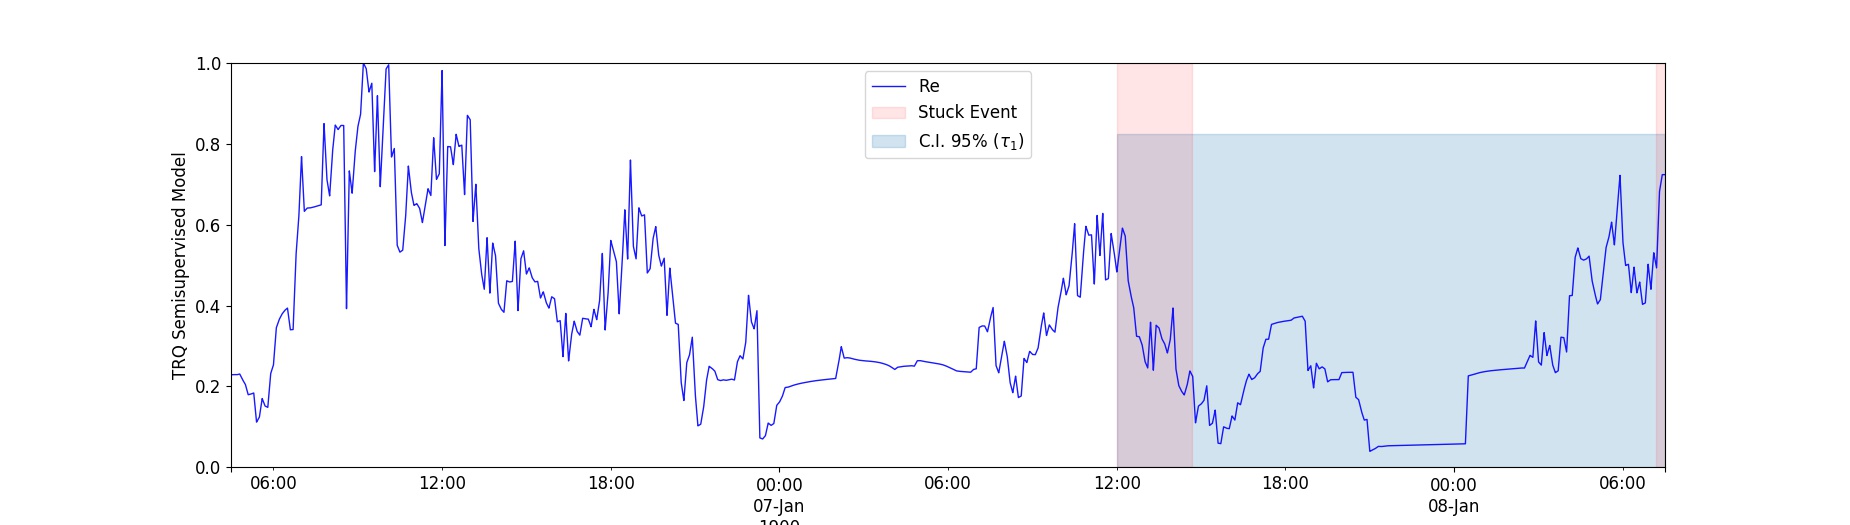 1.0
0.8
0.6
0.4
0.2
0.0
TRQ Semisupervised Model
Re
Stuck Event
C.I. 95% (τ₁)
06:00 12:00 18:00 00:00 06:00 12:00 18:00 00:00 06:00
07-Jan 08-Jan
1900